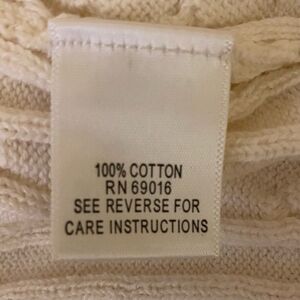 100% COTTON
RN 69016
SEE REVERSE FOR
CARE INSTRUCTIONS